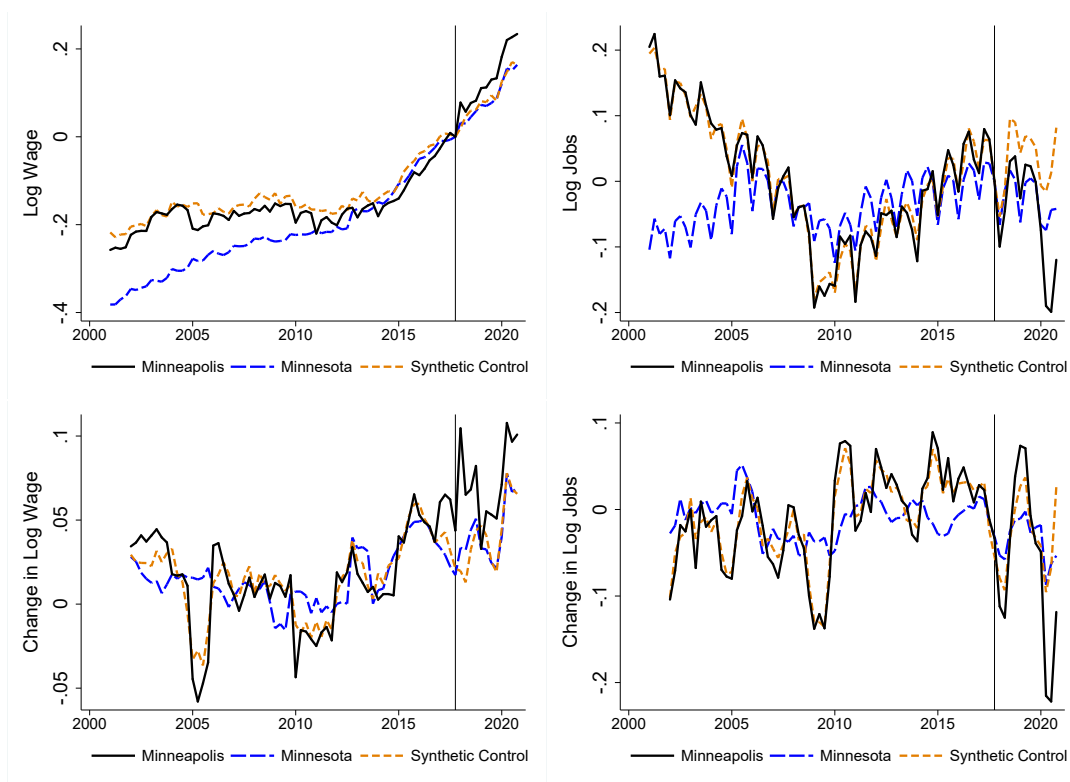 Log Wage
.2
0
-.2
-.4
2000 2005 2010 2015 2020
Minneapolis Minnesota Synthetic Control
Log Jobs
.2
.1
0
-.1
-.2
2000 2005 2010 2015 2020
Minneapolis Minnesota Synthetic Control
Change in Log Wage
.1
.05
0
-.05
2000 2005 2010 2015 2020
Minneapolis Minnesota Synthetic Control
Change in Log Jobs
.1
0
-.1
-.2
2000 2005 2010 2015 2020
Minneapolis Minnesota Synthetic Control